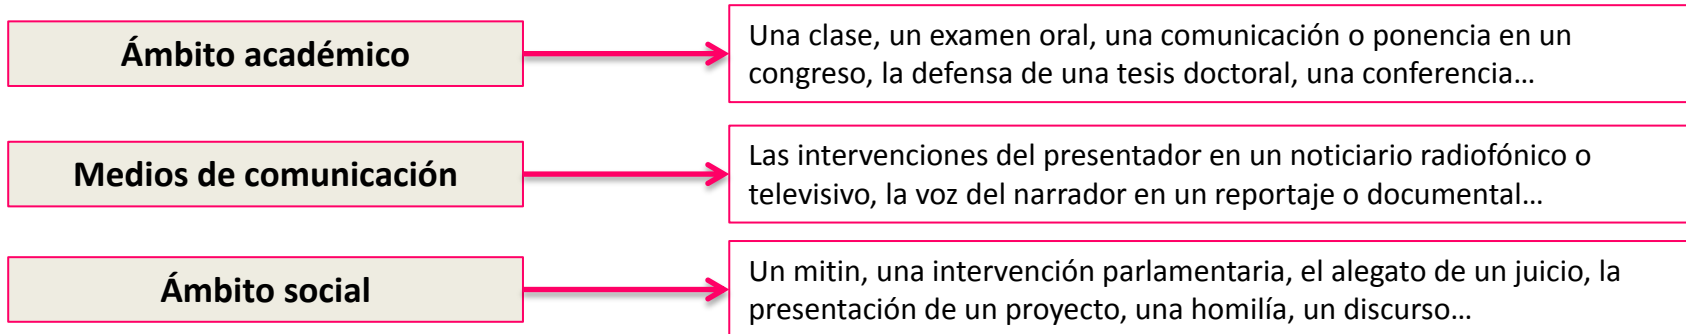 Ámbito académico
Una clase, un examen oral, una comunicación o ponencia en un
congreso, la defensa de una tesis doctoral, una conferencia…
Medios de comunicación
Las intervenciones del presentador en un noticiario radiofónico o
televisivo, la voz del narrador en un reportaje o documental…
Ámbito social
Un mitin, una intervención parlamentaria, el alegato de un juicio, la
presentación de un proyecto, una homilía, un discurso…